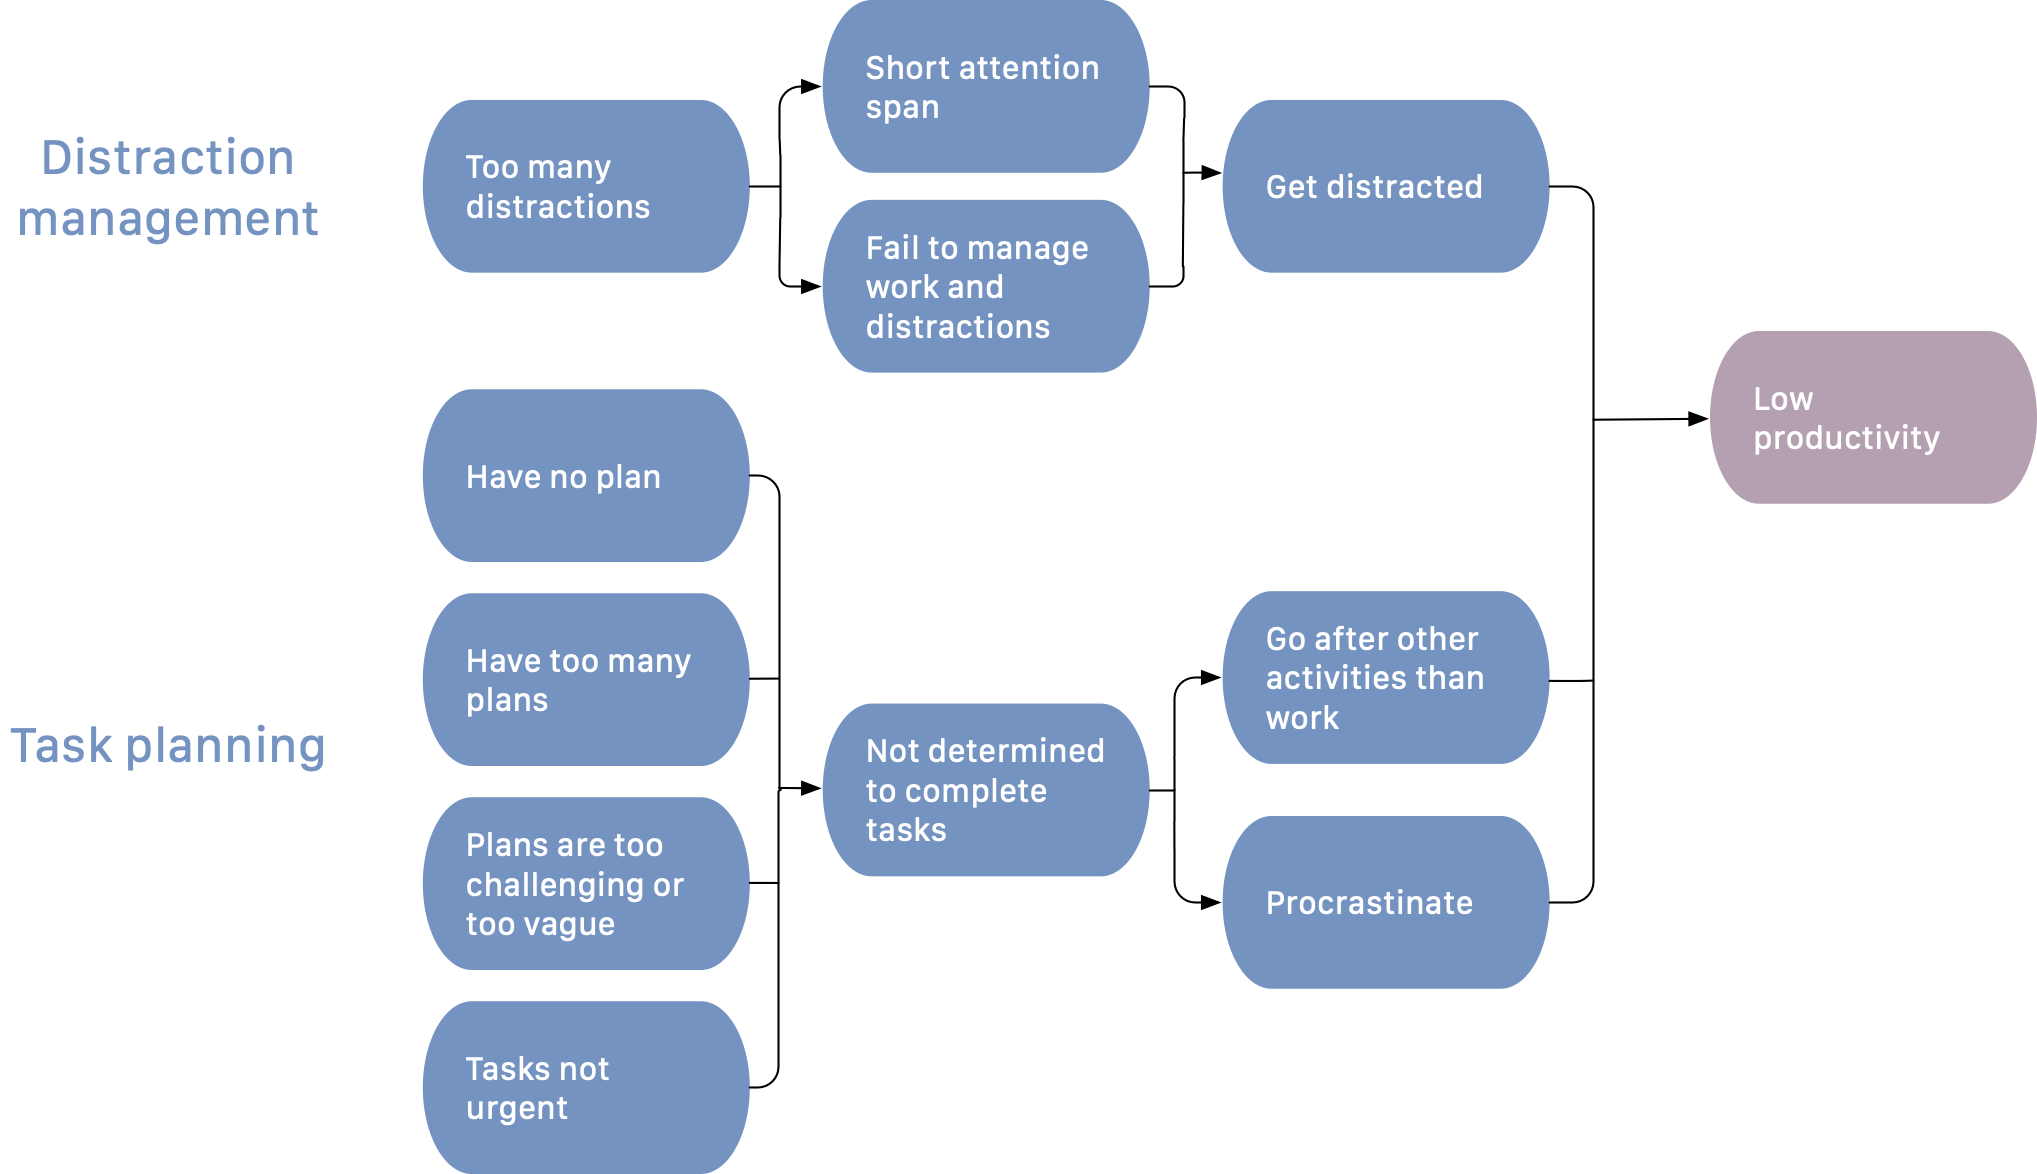 Distraction
management
Too many
distractions
Short attention
span
Fail to manage
work and
distractions
Get distracted
Low
productivity
Task planning
Have no plan
Have too many
plans
Plans are too
challenging or
too vague
Tasks not
urgent
Not determined
to complete
tasks
Go after other
activities than
work
Procrastinate